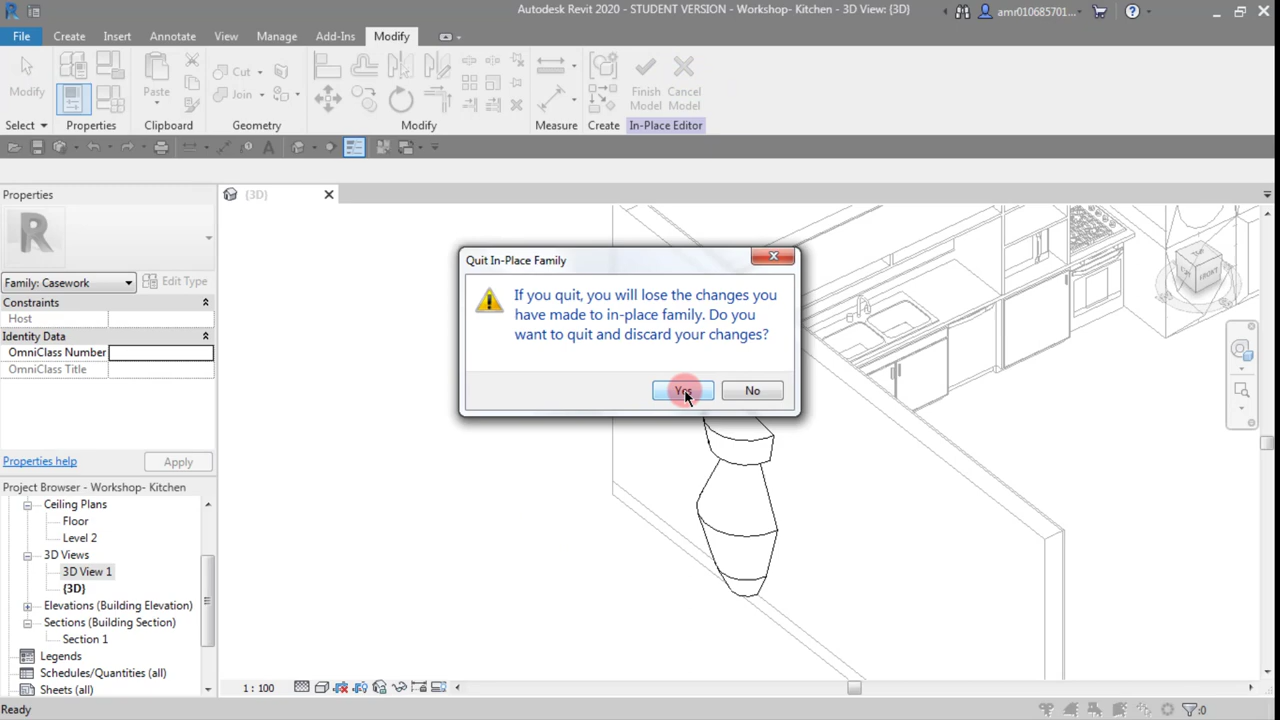 Autodesk Revit 2020 - STUDENT VERSION - Workshop- Kitchen - 3D View: {3D}
amr010685701...
File Create Insert Annotate View Manage Add-Ins Modify
Modify
Paste
Cut
Join
Finish Model
Cancel Model
Select Properties Clipboard Geometry Modify Measure Create In-Place Editor
Properties
{3D}
Family: Casework
Edit Type
Constraints
Host
Identity Data
OmniClass Number
OmniClass Title
Properties help
Apply
Project Browser - Workshop- Kitchen
Ceiling Plans
Floor
Level 2
3D Views
3D View 1
{3D}
Elevations (Building Elevation)
Sections (Building Section)
Section 1
Legends
Schedules/Quantities (all)
Sheets (all)
Quit In-Place Family
If you quit, you will lose the changes you
have made to in-place family. Do you
want to quit and discard your changes?
Yes
No
TOP
FRONT
1 : 100
Ready
:0